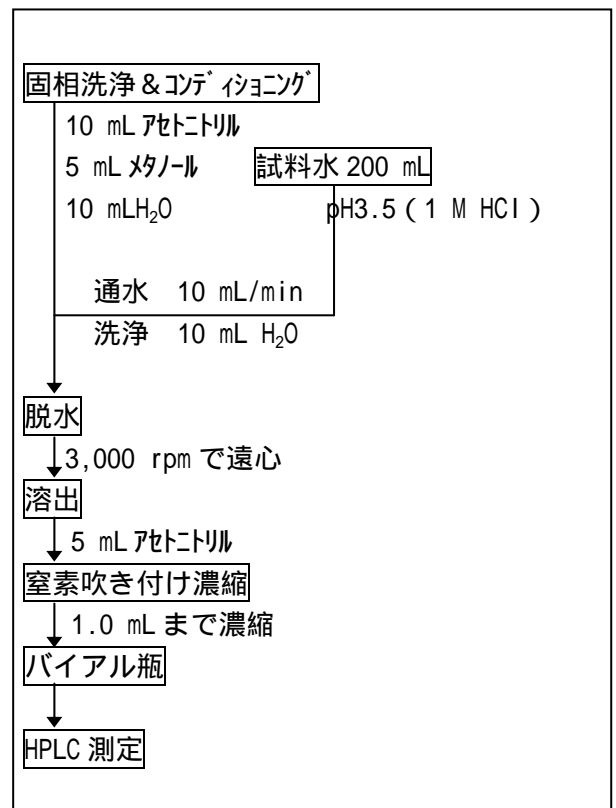 固相洗浄&ｺﾝﾃﾞｨｼｮﾆﾝｸﾞ
10 mL ｱｾﾄﾆﾄﾘﾙ
5 mL ﾒﾀﾉｰﾙ 試料水 200 mL
10 mLH₂O pH3.5(1 M HCl)
通水 10 mL/min
洗浄 10 mL H₂O
脱水
3,000 rpm で遠心
溶出
5 mL ｱｾﾄﾆﾄﾘﾙ
窒素吹き付け濃縮
1.0 mL まで濃縮
バイアル瓶
HPLC 測定